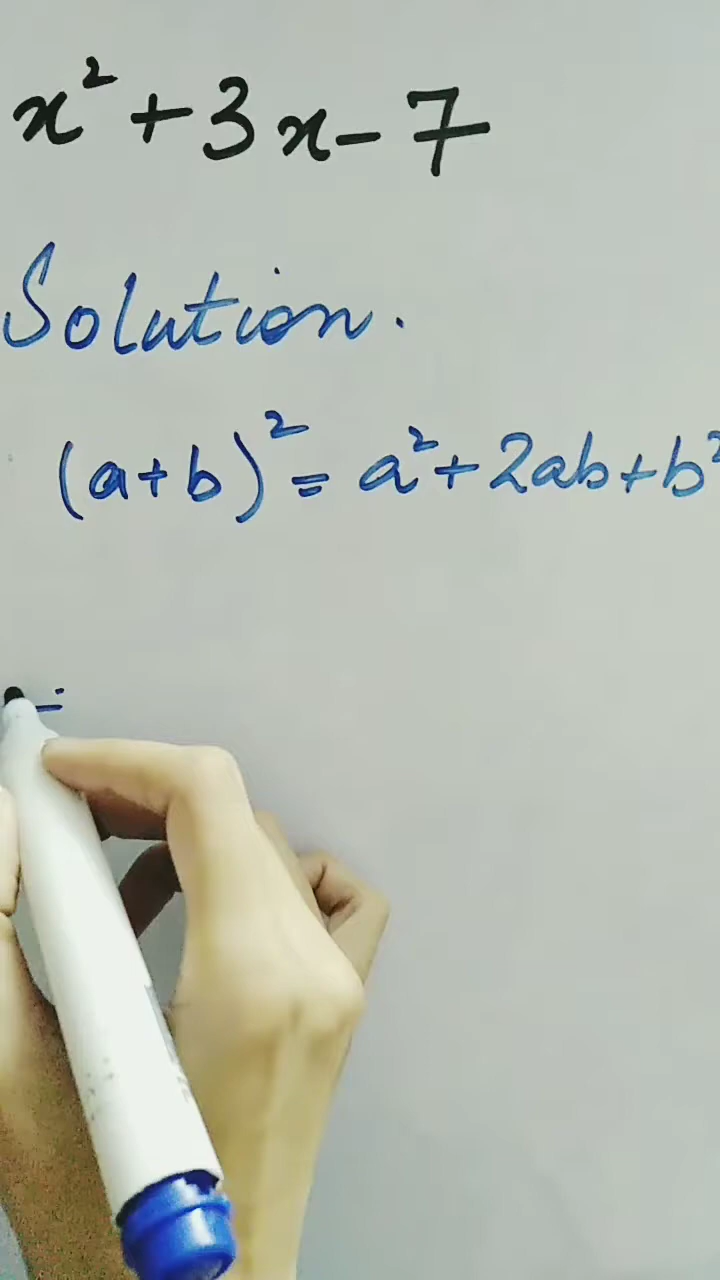 x² + 3x - 7
Solution.
(a+b)² = a² + 2ab + b²